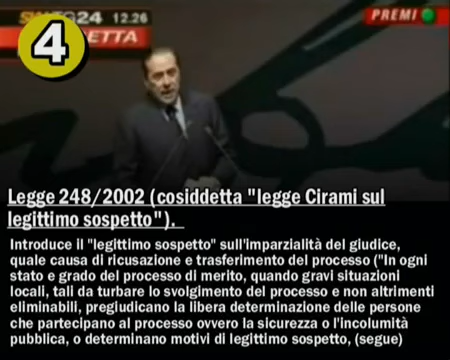 4
24 12.26
PREMI
ETTA
Legge 248/2002 (cosiddetta "legge Cirami sul
legittimo sospetto").
Introduce il "legittimo sospetto" sull'imparzialità del giudice,
quale causa di ricusazione e trasferimento del processo ("In ogni
stato e grado del processo di merito, quando gravi situazioni
locali, tali da turbare lo svolgimento del processo e non altrimenti
eliminabili, pregiudicano la libera determinazione delle persone
che partecipano al processo ovvero la sicurezza o l'incolumità
pubblica, o determinano motivi di legittimo sospetto, (segue)